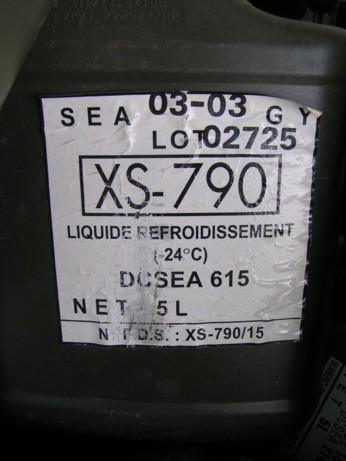 SEA 03-03 GY
LOT 02725
XS-790
LIQUIDE REFROIDISSEMENT
(-24°C)
DCSEA 615
NET 5L
XS-790/15